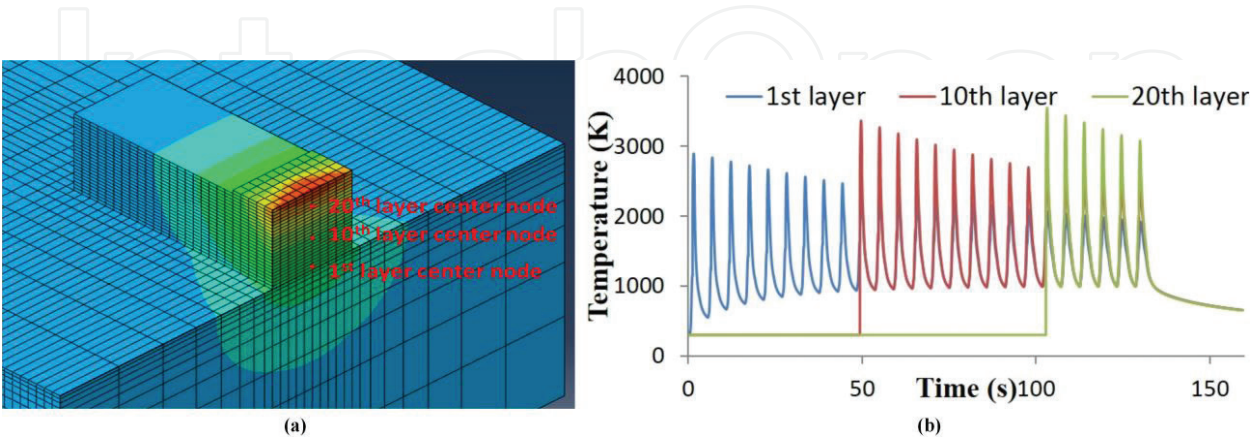 IntechOpen
20th layer center node
10th layer center node
1st layer center node
(a)
1st layer
10th layer
20th layer
Temperature (K)
4000
3000
2000
1000
0
0
50
100
150
Time (s)
(b)